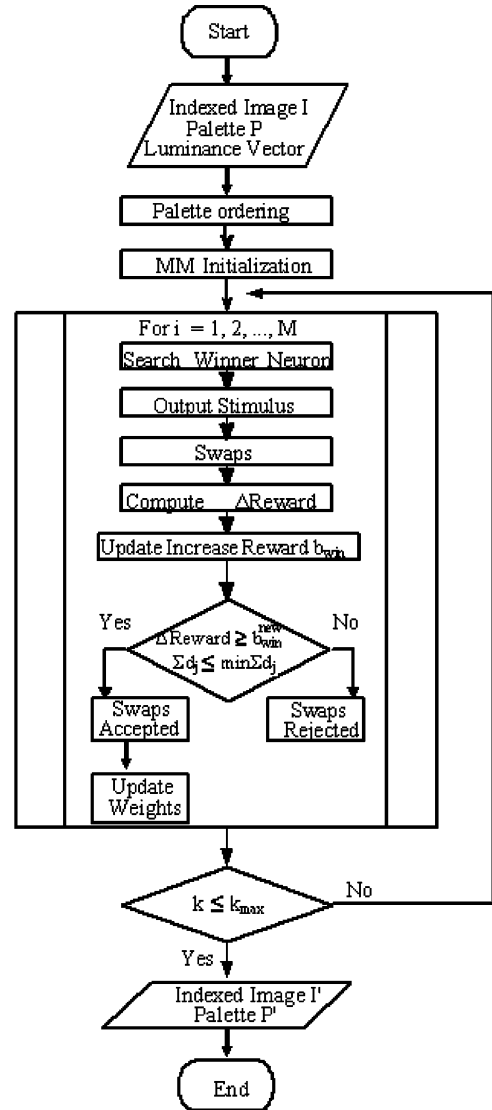 Start
Indexed Image I
Palette P
Luminance Vector
Palette ordering
MM Initialization
For i = 1, 2, ..., M
Search Winner Neuron
Output Stimulus
Swaps
Compute ΔReward
Update Increase Reward b_win
Yes
No
ΔReward ≥ b_win^new
Σd_j ≤ minΣd_j
Swaps
Accepted
Swaps
Rejected
Update
Weights
k ≤ k_max
No
Yes
Indexed Image I'
Palette P'
End